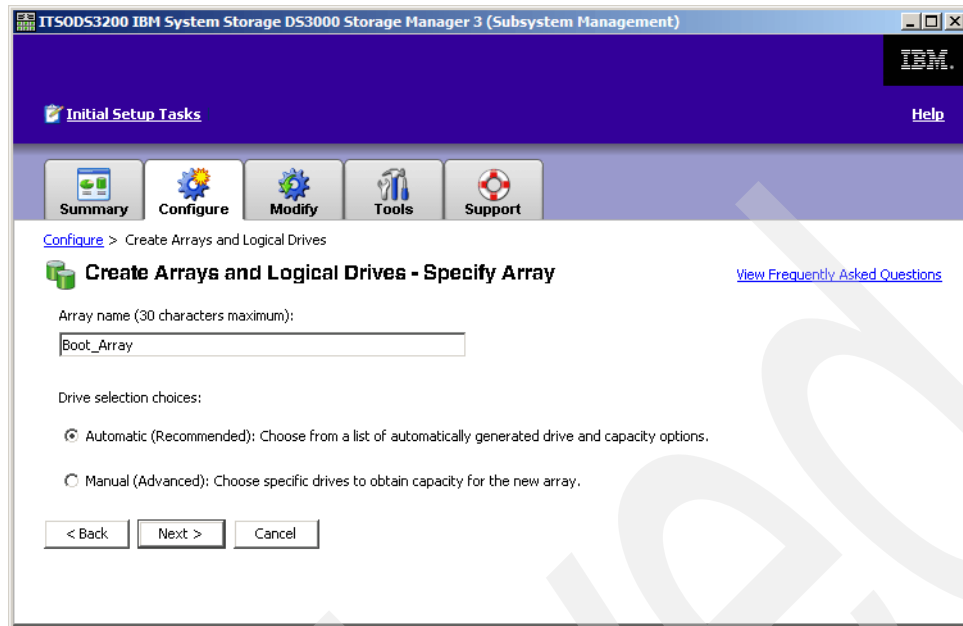 ITSODS3200 IBM System Storage DS3000 Storage Manager 3 (Subsystem Management)
IBM.
Initial Setup Tasks
Help
Summary
Configure
Modify
Tools
Support
Configure > Create Arrays and Logical Drives
Create Arrays and Logical Drives - Specify Array
View Frequently Asked Questions
Array name (30 characters maximum):
Boot_Array
Drive selection choices:
Automatic (Recommended): Choose from a list of automatically generated drive and capacity options.
Manual (Advanced): Choose specific drives to obtain capacity for the new array.
< Back
Next >
Cancel